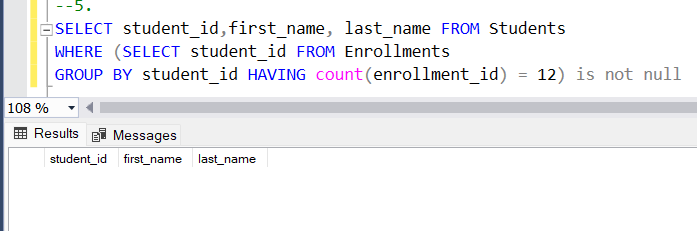 --5.
SELECT student_id,first_name, last_name FROM Students
WHERE (SELECT student_id FROM Enrollments
GROUP BY student_id HAVING count(enrollment_id) = 12) is not null
108 %
Results Messages
student_id first_name last_name